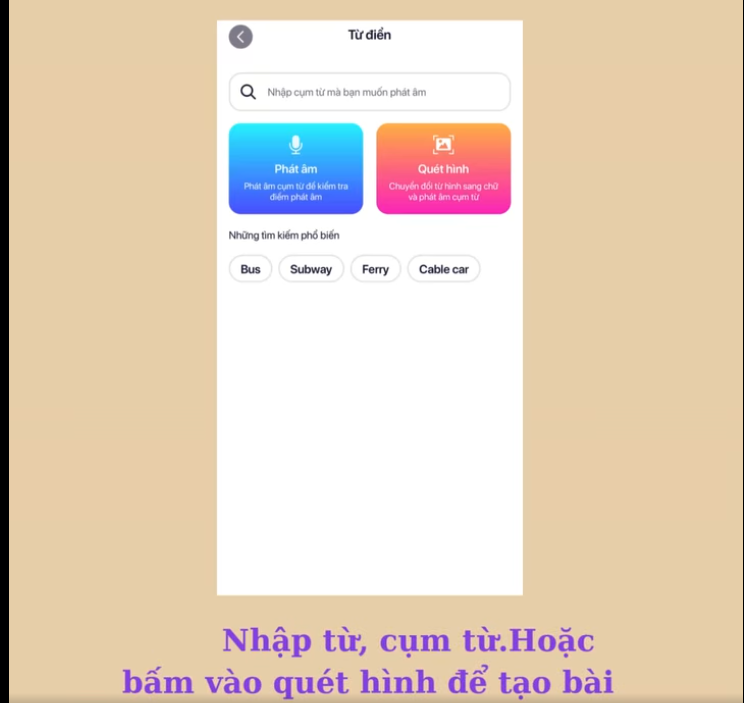 Từ điển
Nhập cụm từ mà bạn muốn phát âm
Phát âm
Phát âm cụm từ để kiểm tra
điểm phát âm
Quét hình
Chuyển đổi từ hình sang chữ
và phát âm cụm từ
Những tìm kiếm phổ biến
Bus Subway Ferry Cable car
Nhập từ, cụm từ.Hoặc
bấm vào quét hình để tạo bài